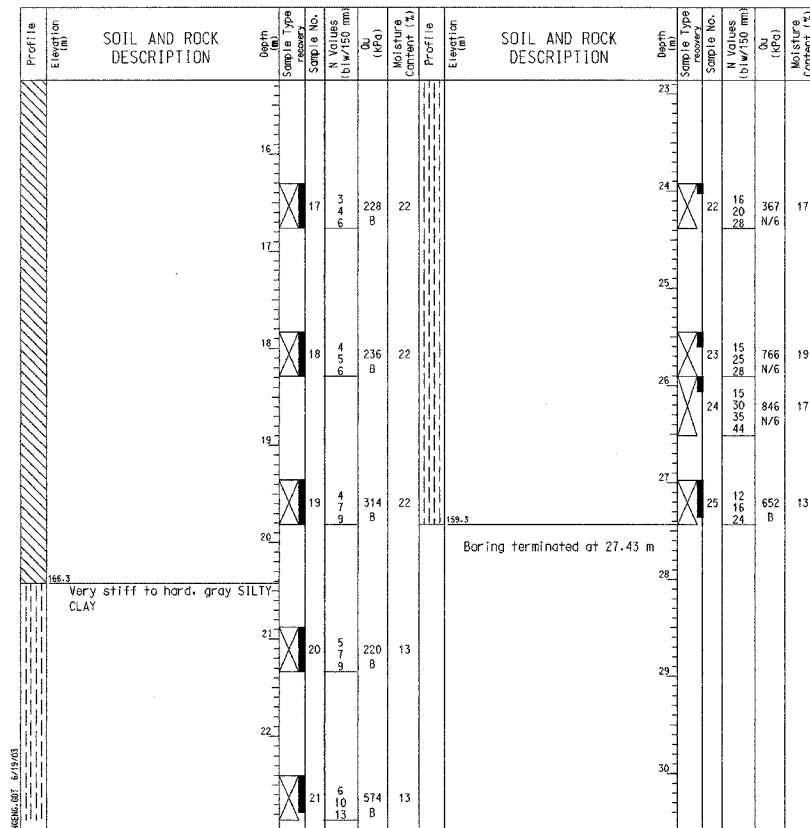 Profile
Elevation (m)
SOIL AND ROCK DESCRIPTION
Depth (m)
Sample Type recovery
Sample No.
N Values (blw/150 mm)
Qu (kPa)
Moisture Content (%)
16
17 3 4 6 228 B 22
17
18
18 4 5 6 236 B 22
19
19 4 7 9 314 B 22
20
166.3
Very stiff to hard, gray SILTY
CLAY
21
20 5 7 9 220 B 13
22
21 6 10 13 574 B 13
6/19/03
Profile
Elevation (m)
SOIL AND ROCK DESCRIPTION
Depth (m)
Sample Type recovery
Sample No.
N Values (blw/150 mm)
Qu (kPa)
Moisture Content (%)
23
24
22 16 20 28 367 N/6 17
25
23 15 25 28 766 N/6 19
26
24 15 30 35 44 846 N/6 17
27
25 12 16 24 652 B 13
159.3
Boring terminated at 27.43 m
28
29
30